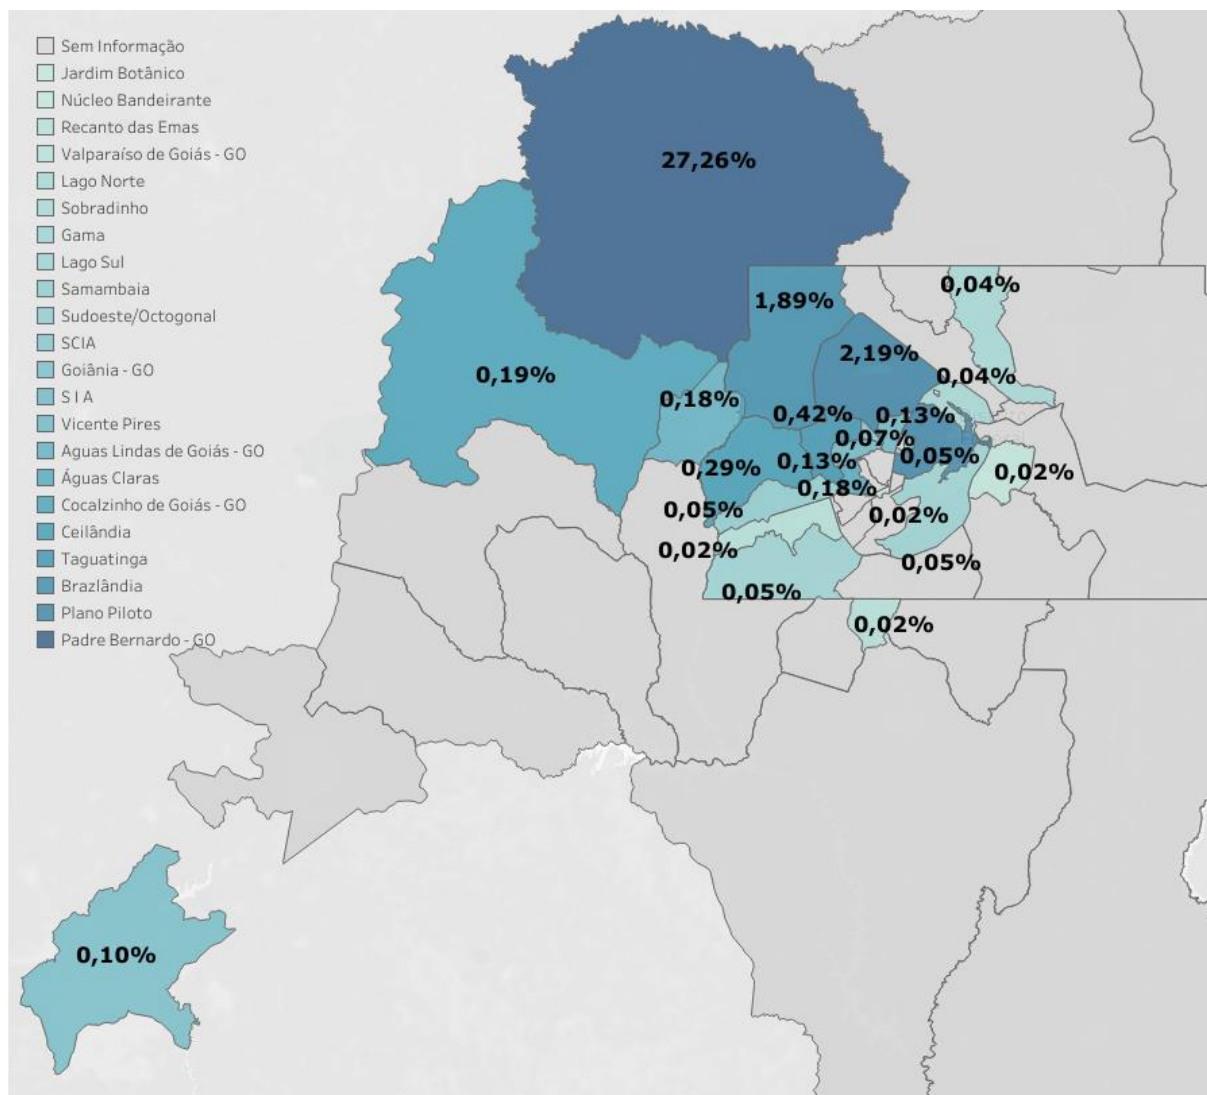 Sem Informação
Jardim Botânico
Núcleo Bandeirante
Recanto das Emas
Valparaíso de Goiás - GO
Lago Norte
Sobradinho
Gama
Lago Sul
Samambaia
Sudoeste/Octogonal
SCIA
Goiânia - GO
S I A
Vicente Pires
Aguas Lindas de Goiás - GO
Águas Claras
Cocalzinho de Goiás - GO
Ceilândia
Taguatinga
Brazlândia
Plano Piloto
Padre Bernardo - GO
27,26%
0,04%
1,89%
2,19%
0,19%
0,04%
0,18%
0,42%
0,13%
0,07%
0,05%
0,29%
0,13%
0,02%
0,18%
0,05%
0,02%
0,02%
0,05%
0,05%
0,02%
0,10%